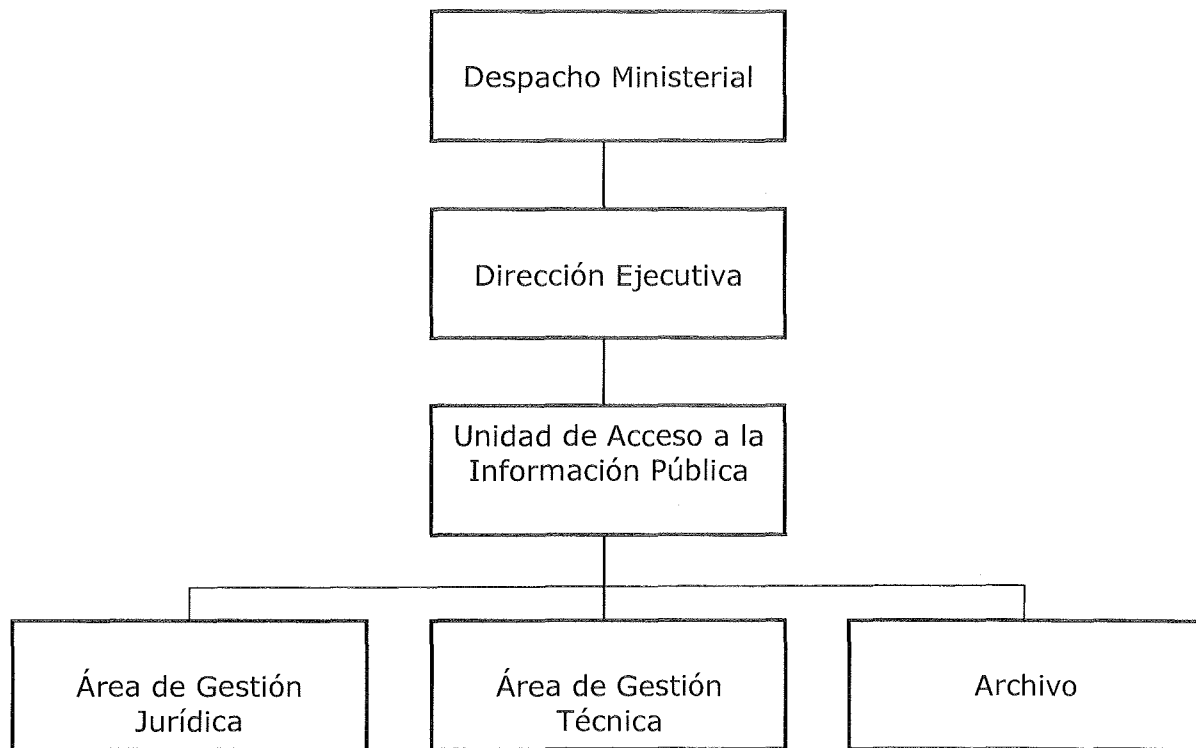 Despacho Ministerial
Dirección Ejecutiva
Unidad de Acceso a la
Información Pública
Área de Gestión
Jurídica
Área de Gestión
Técnica
Archivo